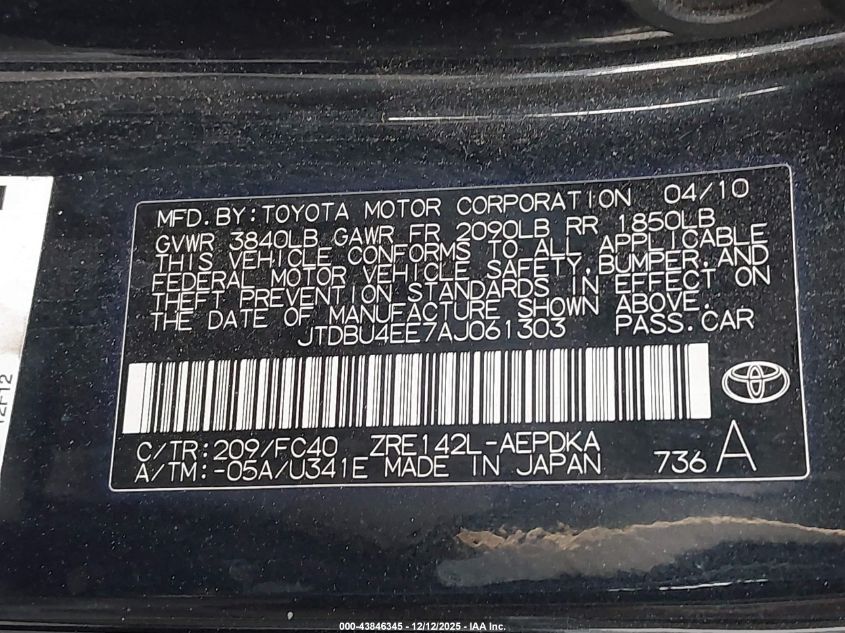 MFD. BY: TOYOTA MOTOR CORPORATION 04/10
GVWR 3840LB GAWR FR 2090LB RR 1850LB
THIS VEHICLE CONFORMS TO ALL APPLICABLE
FEDERAL MOTOR VEHICLE SAFETY, BUMPER, AND
THEFT PREVENTION STANDARDS IN EFFECT ON
THE DATE OF MANUFACTURE SHOWN ABOVE.
JTDBU4EE7AJ061303 PASS. CAR
C/TR: 209/FC40 ZRE142L-AEPDKA
A/TM: -05A/U341E MADE IN JAPAN 736 A
000-43846345 - 12/12/2025 - IAA Inc.